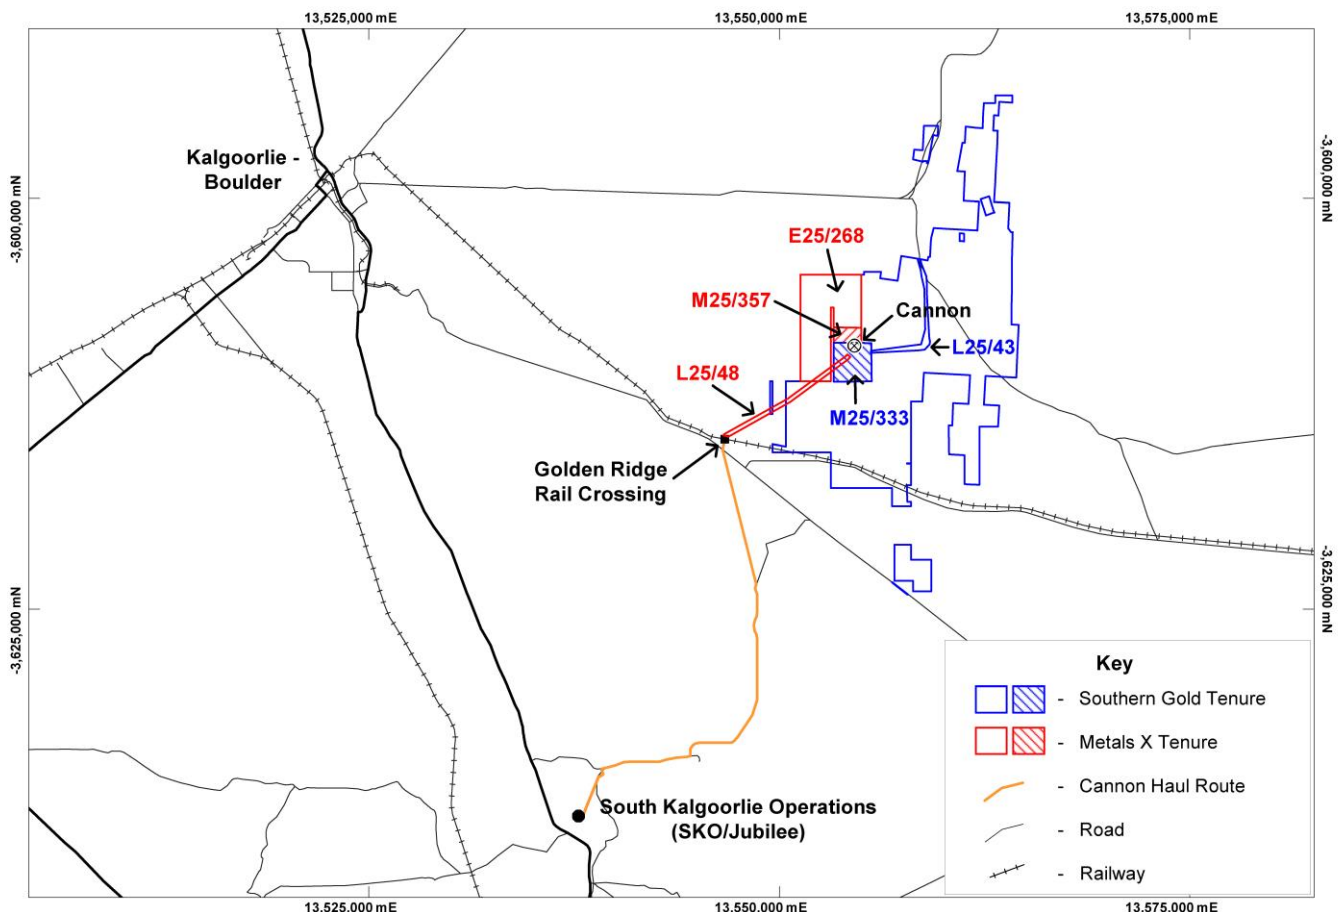 13,525,000 mE
13,550,000 mE
13,575,000 mE
Kalgoorlie -
Boulder
-3,600,000 mN
-3,600,000 mN
E25/268
M25/357
Cannon
L25/43
L25/48
M25/333
Golden Ridge
Rail Crossing
-3,625,000 mN
-3,625,000 mN
Key
- Southern Gold Tenure
- Metals X Tenure
- Cannon Haul Route
- Road
- Railway
South Kalgoorlie Operations
(SKO/Jubilee)
13,525,000 mE
13,550,000 mE
13,575,000 mE